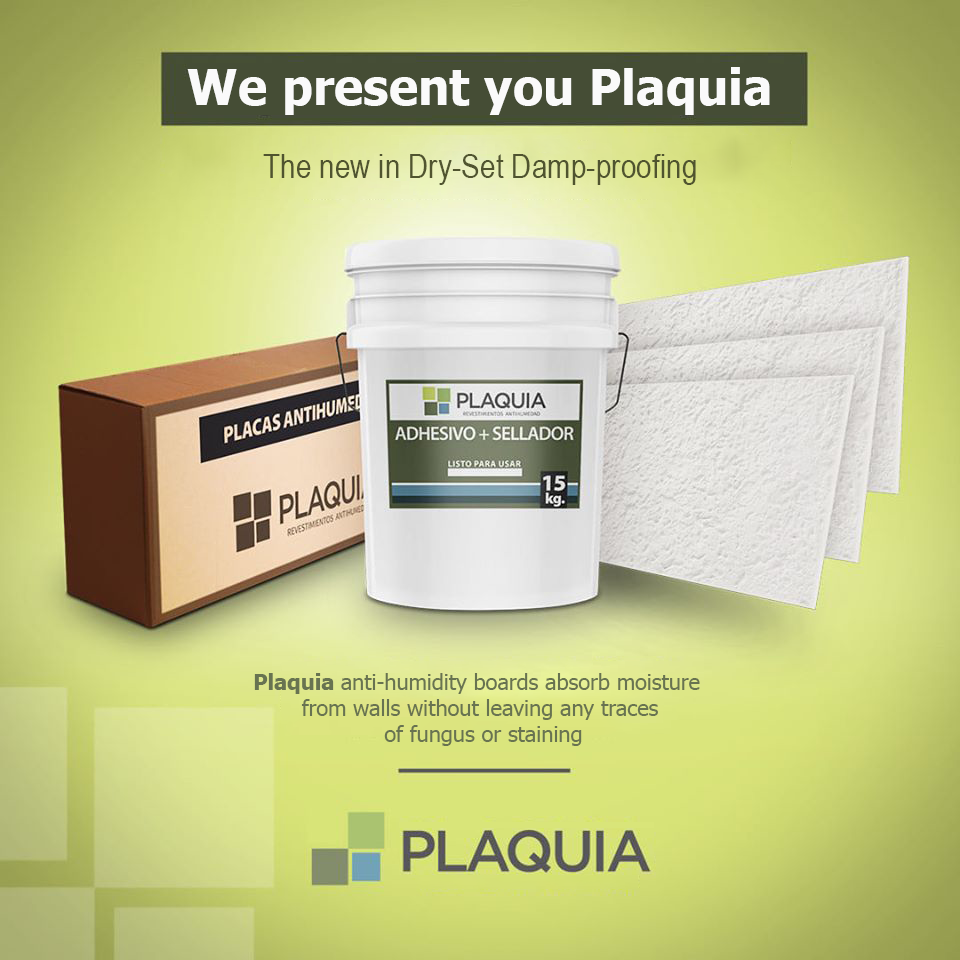 We present you Plaquia
The new in Dry-Set Damp-proofing
PLACAS ANTIHUMED
PLAQUIA
REVESTIMIENTOS ANTIHUMEDAD
PLAQUIA
REVESTIMIENTOS ANTIHUMEDAD
ADHESIVO + SELLADOR
LISTO PARA USAR
15
kg.
Plaquia anti-humidity boards absorb moisture
from walls without leaving any traces
of fungus or staining
PLAQUIA